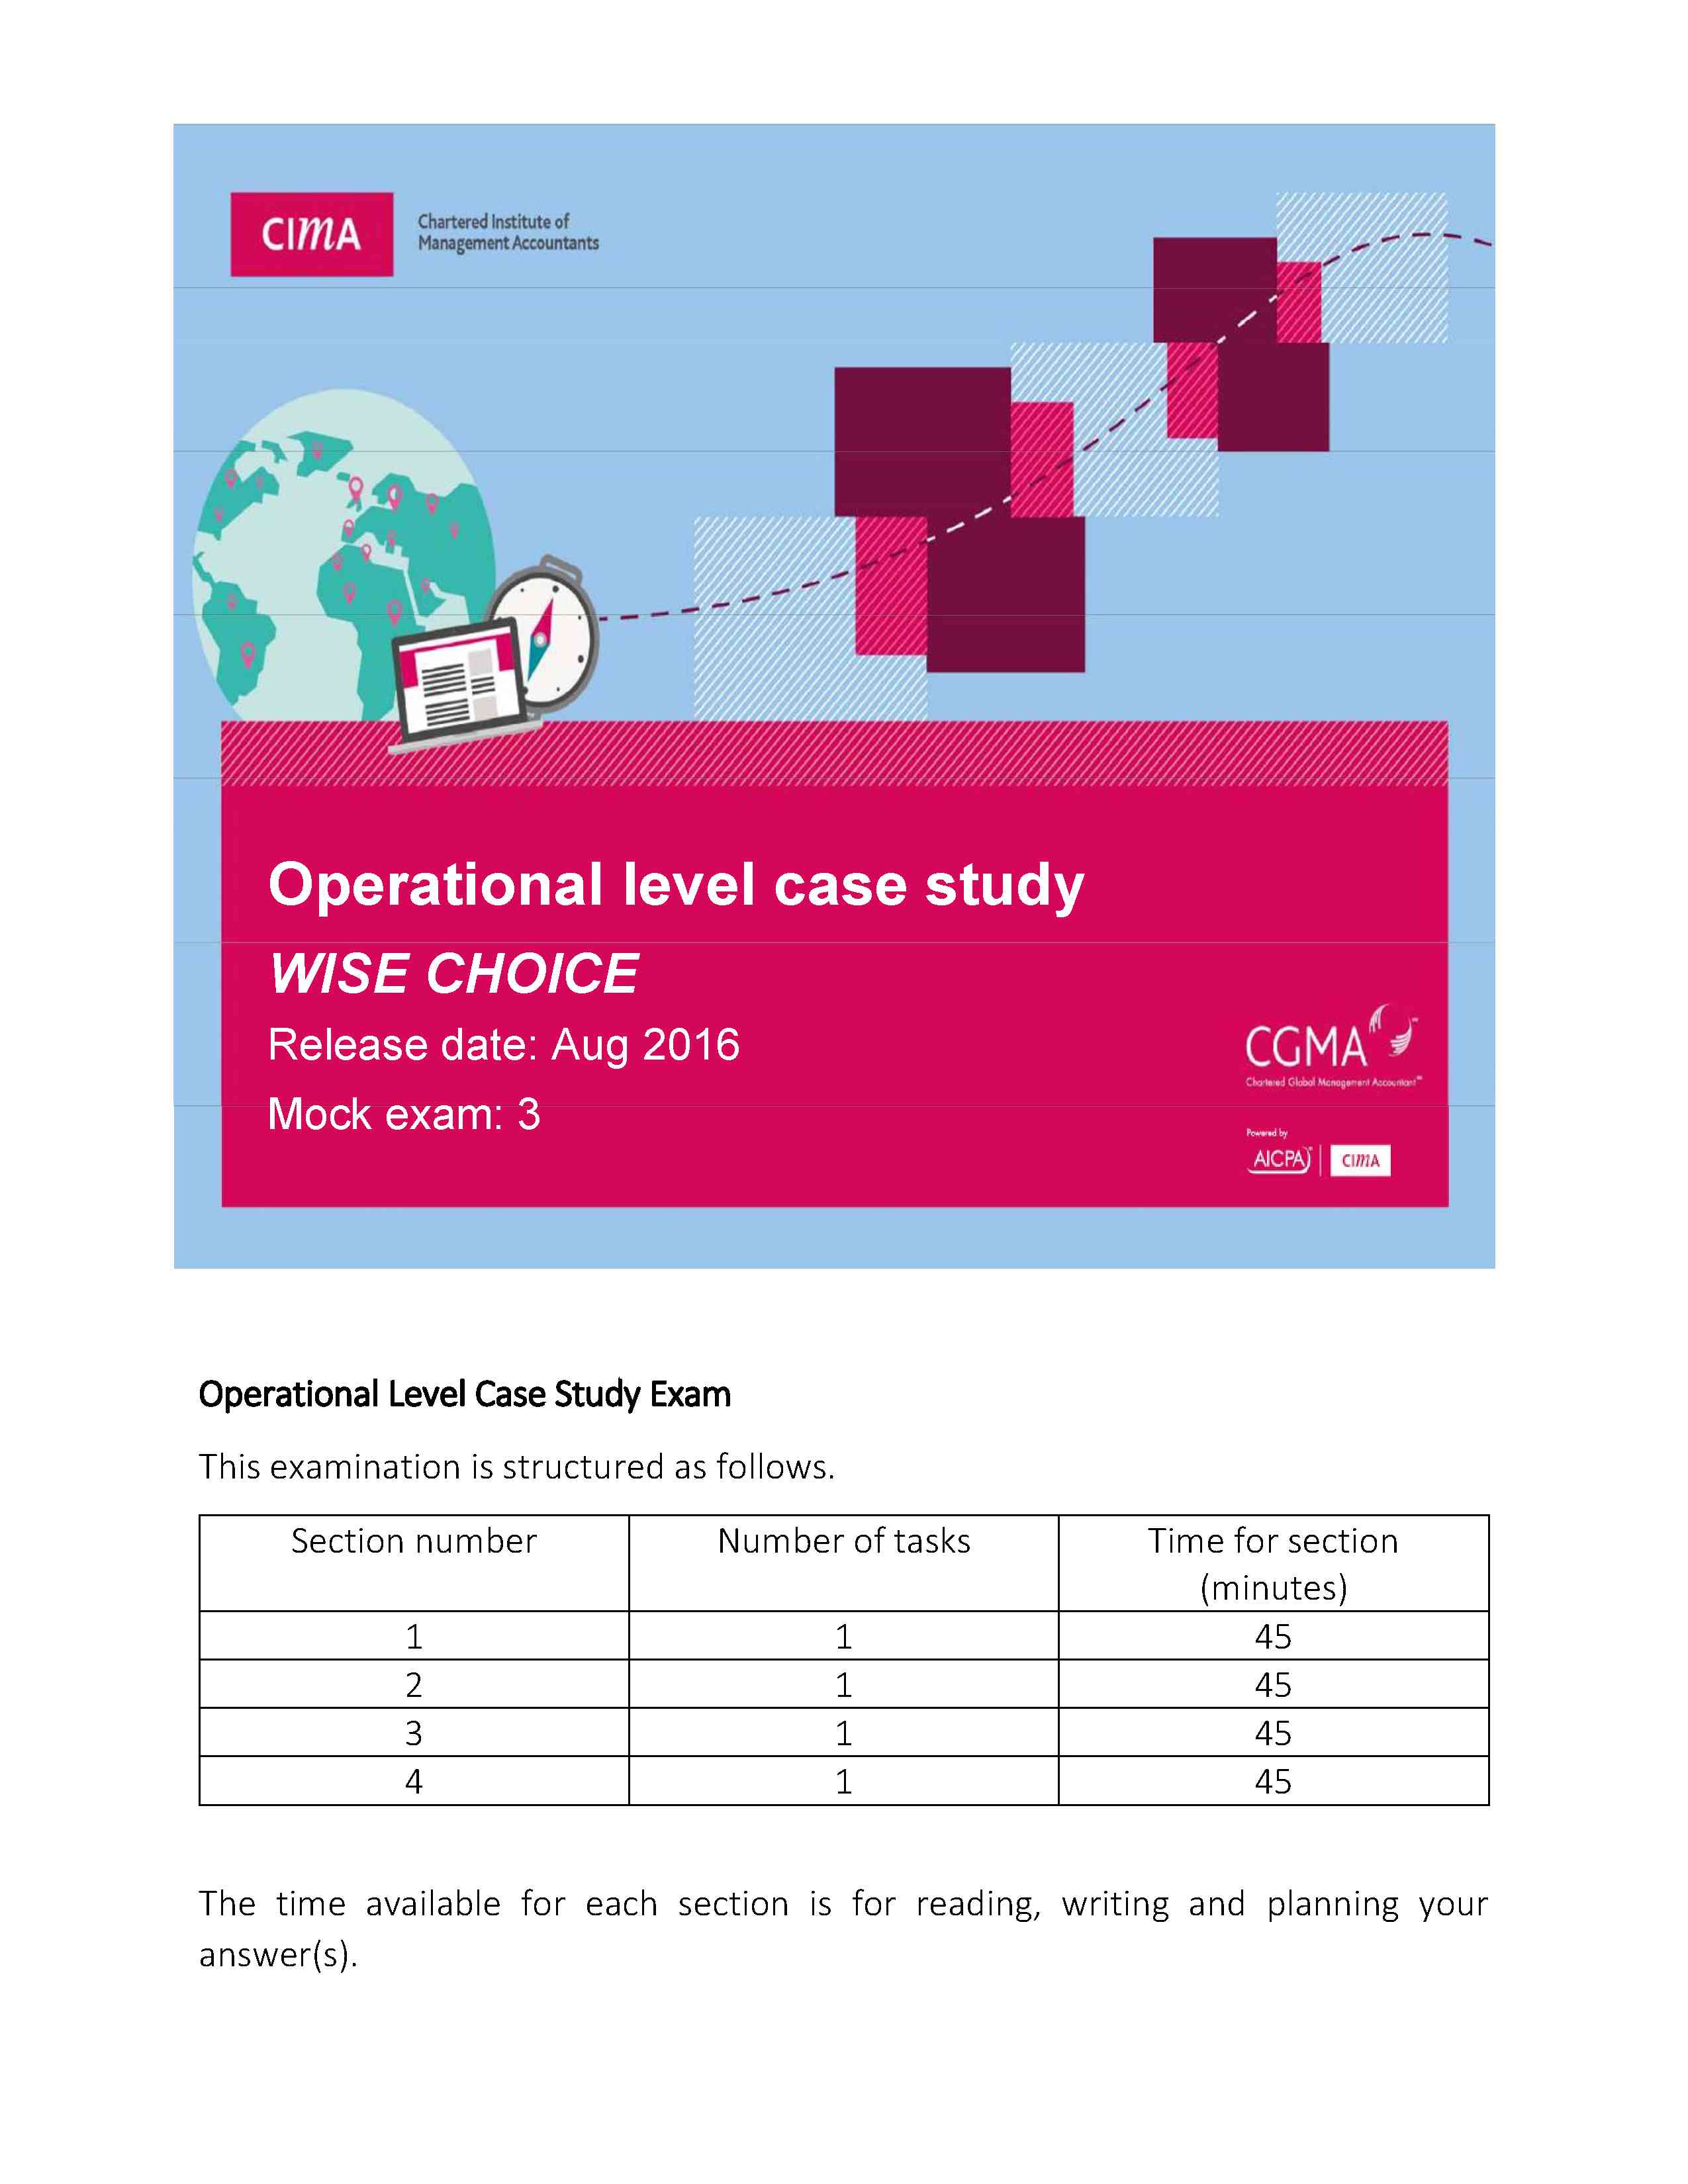 CIMA
Chartered Institute of
Management Accountants
Operational level case study
WISE CHOICE
Release date: Aug 2016
Mock exam: 3
CGMA
Chartered Global Management Accountant™
Powered by
AICPA
CIMA
Operational Level Case Study Exam
This examination is structured as follows.
Section number Number of tasks Time for section
(minutes)
1 1 45
2 1 45
3 1 45
4 1 45
The time available for each section is for reading, writing and planning your
answer(s).